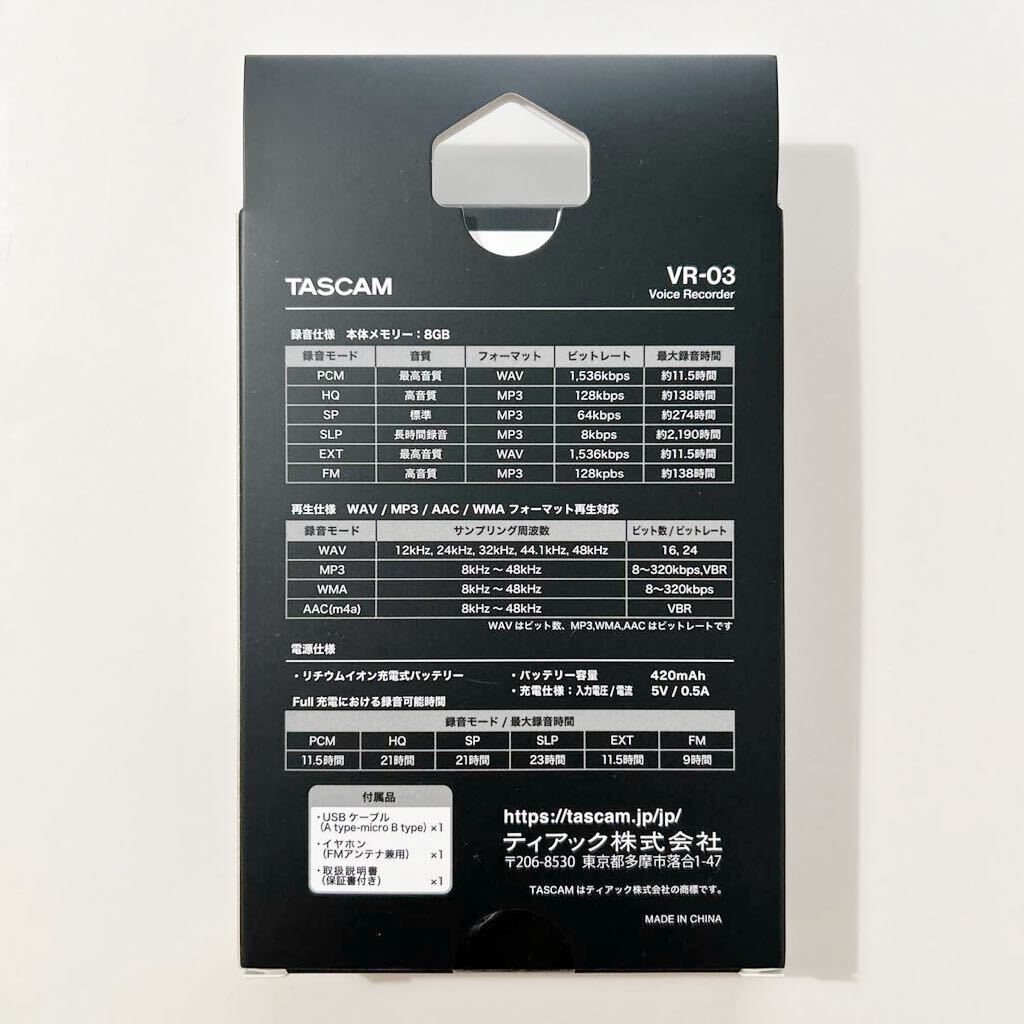 TASCAM
VR-03
Voice Recorder
録音仕様 本体メモリー：8GB
録音モード 音質 フォーマット ビットレート 最大録音時間
PCM 最高音質 WAV 1,536kbps 約11.5時間
HQ 高音質 MP3 128kbps 約138時間
SP 標準 MP3 64kbps 約274時間
SLP 長時間録音 MP3 8kbps 約2,190時間
EXT 最高音質 WAV 1,536kbps 約11.5時間
FM 高音質 MP3 128kpbs 約138時間
再生仕様 WAV / MP3 / AAC / WMA フォーマット再生対応
録音モード サンプリング周波数 ビット数 / ビットレート
WAV 12kHz, 24kHz, 32kHz, 44.1kHz, 48kHz 16, 24
MP3 8kHz ～ 48kHz 8～320kbps,VBR
WMA 8kHz ～ 48kHz 8～320kbps
AAC(m4a) 8kHz ～ 48kHz VBR
WAV はビット数、MP3,WMA,AAC はビットレートです
電源仕様
・リチウムイオン充電式バッテリー ・バッテリー容量 420mAh
・充電仕様：入力電圧 / 電流 5V / 0.5A
Full 充電における録音可能時間
録音モード / 最大録音時間
PCM HQ SP SLP EXT FM
11.5時間 21時間 21時間 23時間 11.5時間 9時間
付属品
・USB ケーブル
（A type-micro B type）×1
・イヤホン
（FMアンテナ兼用） ×1
・取扱説明書
（保証書付き） ×1
https://tascam.jp/jp/
ティアック株式会社
〒206-8530 東京都多摩市落合1-47
TASCAM はティアック株式会社の商標です。
MADE IN CHINA